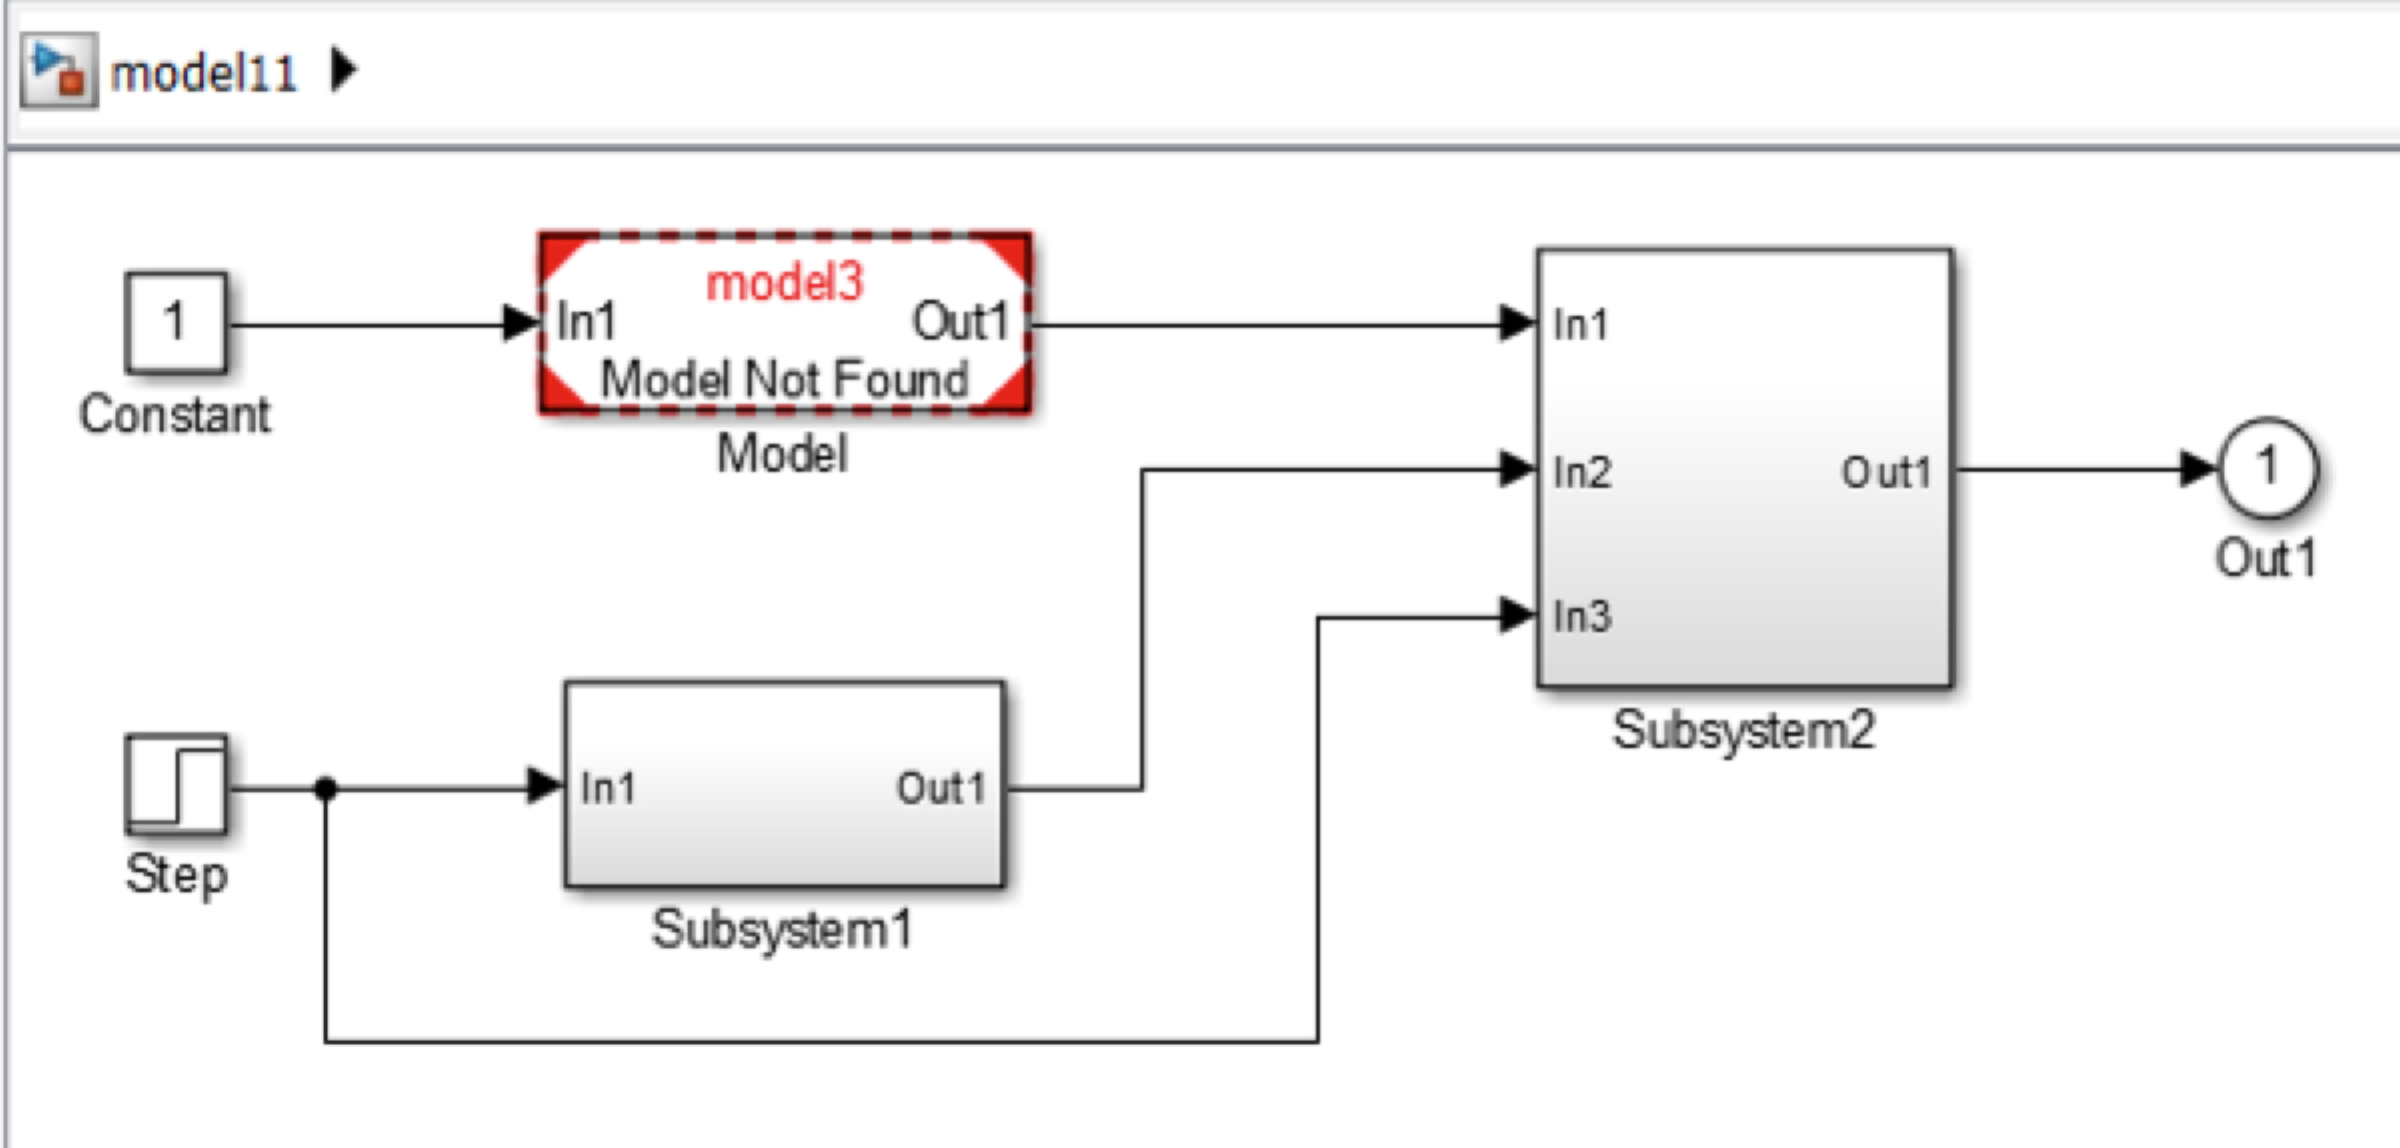 model11
1
Constant
model3
In1
Out1
Model Not Found
Model
In1
In2
In3
Out1
Subsystem2
1
Out1
Step
In1
Out1
Subsystem1